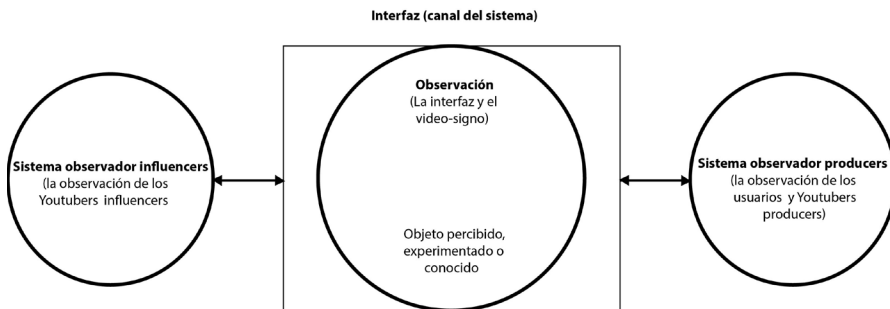 Interfaz (canal del sistema)
Sistema observador influencers
(la observación de los
Youtubers influencers
Observación
(La interfaz y el
video-signo)
Objeto percibido,
experimentado o
conocido
Sistema observador producers
(la observación de los
usuarios y Youtubers
producers)